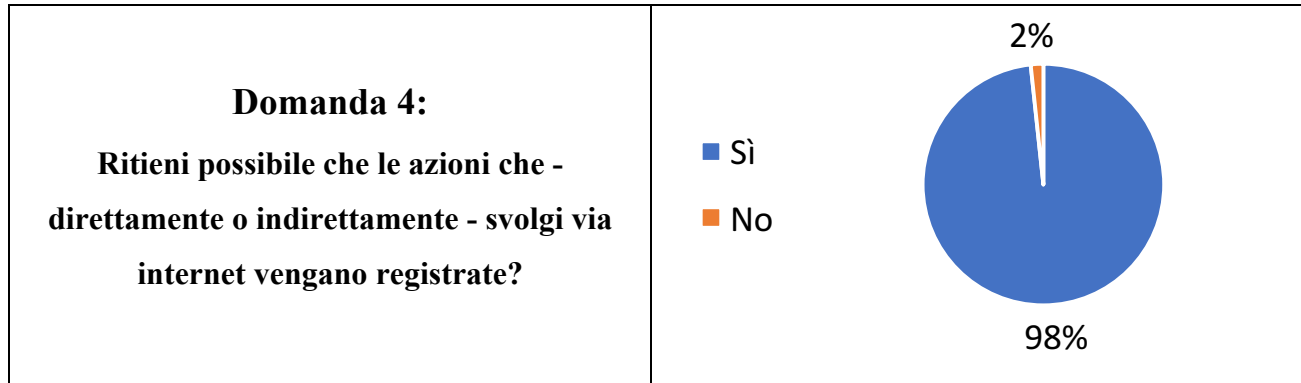 Domanda 4:
Ritieni possibile che le azioni che -
direttamente o indirettamente - svolgi via
internet vengano registrate?
Sì
No
2%
98%